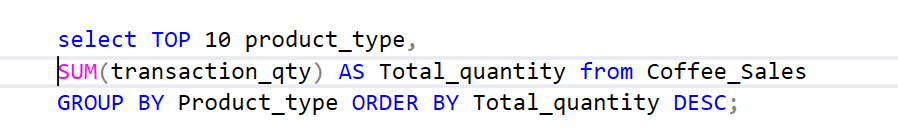 select TOP 10 product_type,
SUM(transaction_qty) AS Total_quantity from Coffee_Sales
GROUP BY Product_type ORDER BY Total_quantity DESC;